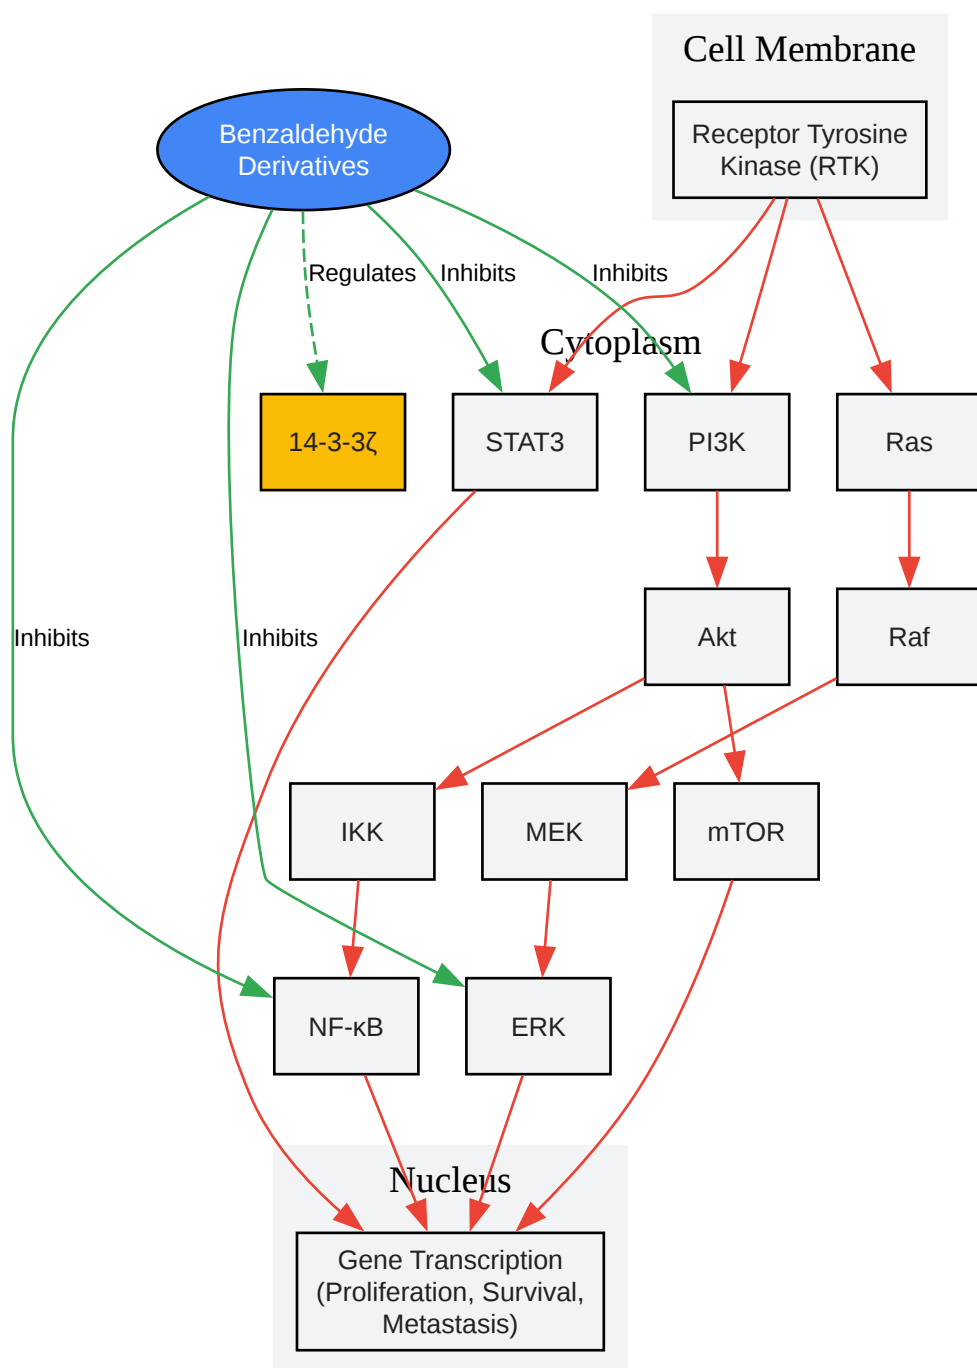 Cell Membrane
Receptor Tyrosine
Kinase (RTK)
Benzaldehyde
Derivatives
Regulates
Inhibits
Inhibits
Cytoplasm
14-3-3ζ
STAT3
PI3K
Ras
Inhibits
Inhibits
Akt
Raf
IKK
MEK
mTOR
NF-κB
ERK
Nucleus
Gene Transcription
(Proliferation, Survival,
Metastasis)